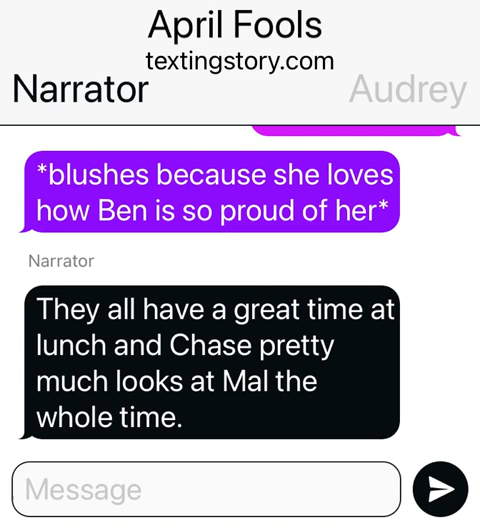 April Fools
textingstory.com
Narrator Audrey
*blushes because she loves
how Ben is so proud of her*
Narrator
They all have a great time at
lunch and Chase pretty
much looks at Mal the
whole time.
Message